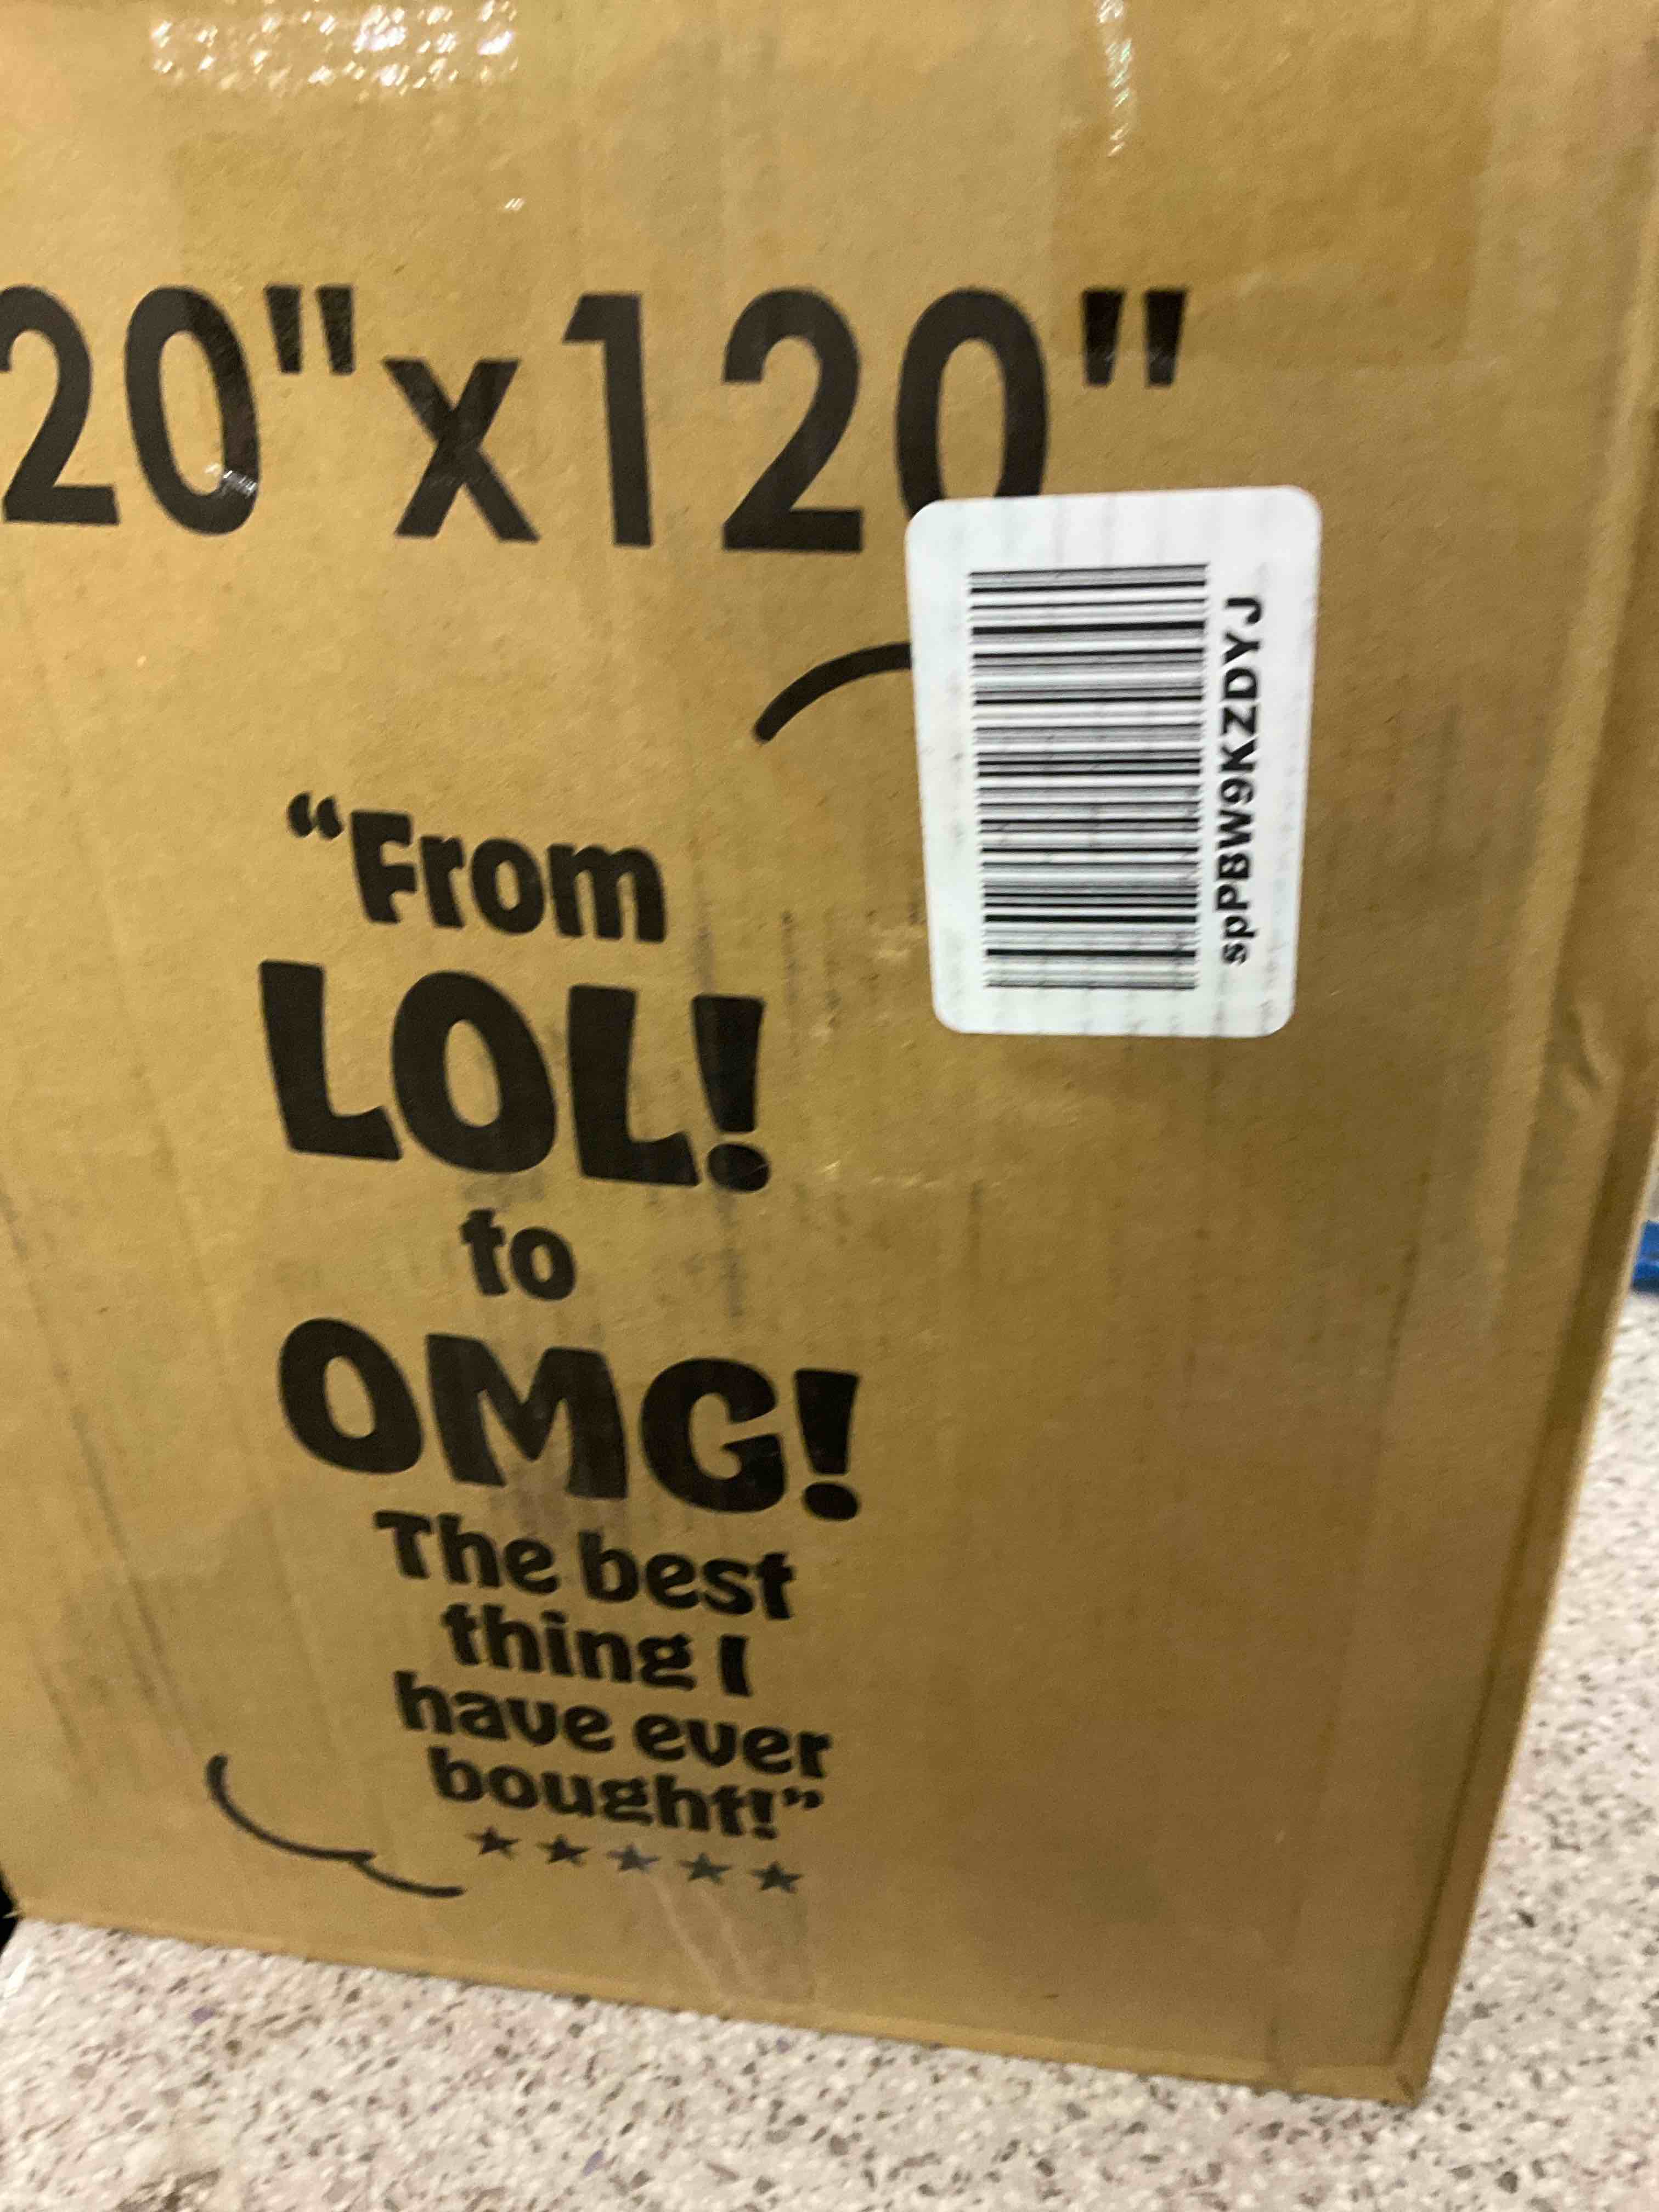 20"x120"
spPBW9KZDYJ
“From
LOL!
to
OMG!
The best
thing I
have ever
bought!”